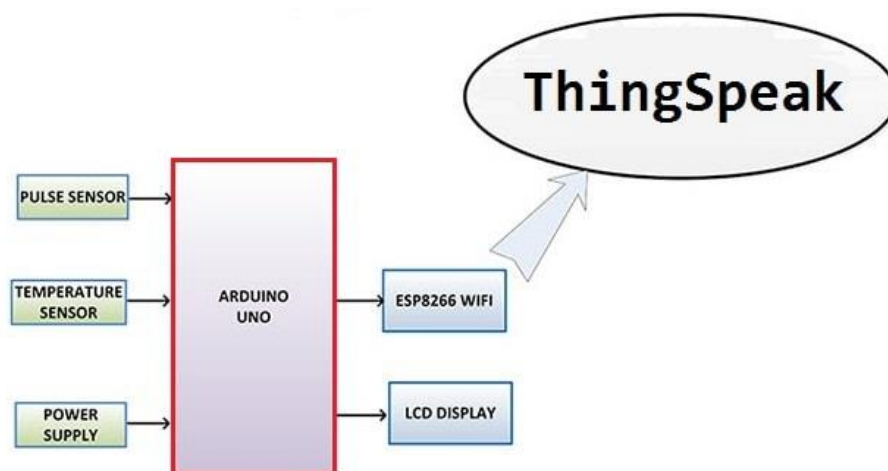 ThingSpeak
PULSE SENSOR
TEMPERATURE
SENSOR
ARDUINO
UNO
ESP8266 WIFI
POWER
SUPPLY
LCD DISPLAY